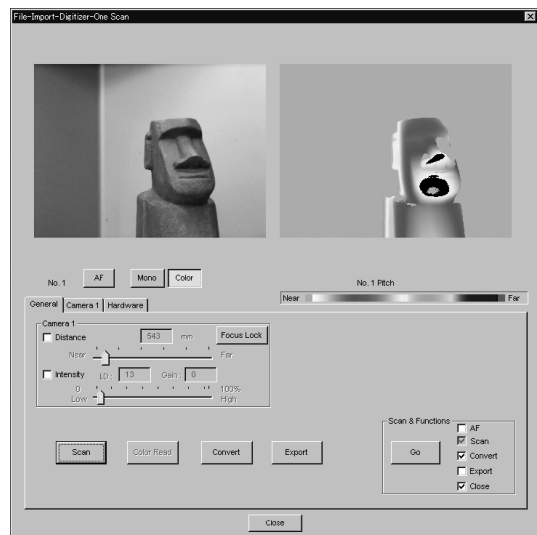 File-Import-Digitizer-One Scan
No. 1 AF Mono Color
No. 1 Pitch
Near Far
General Camera 1 Hardware
Camera 1
Distance 543 mm Focus Lock
Near Far
Intensity LD : 13 Gain : 0
0 100%
Low High
Scan Color Read Convert Export
Scan & Functions
Go
AF
Scan
Convert
Export
Close
Close